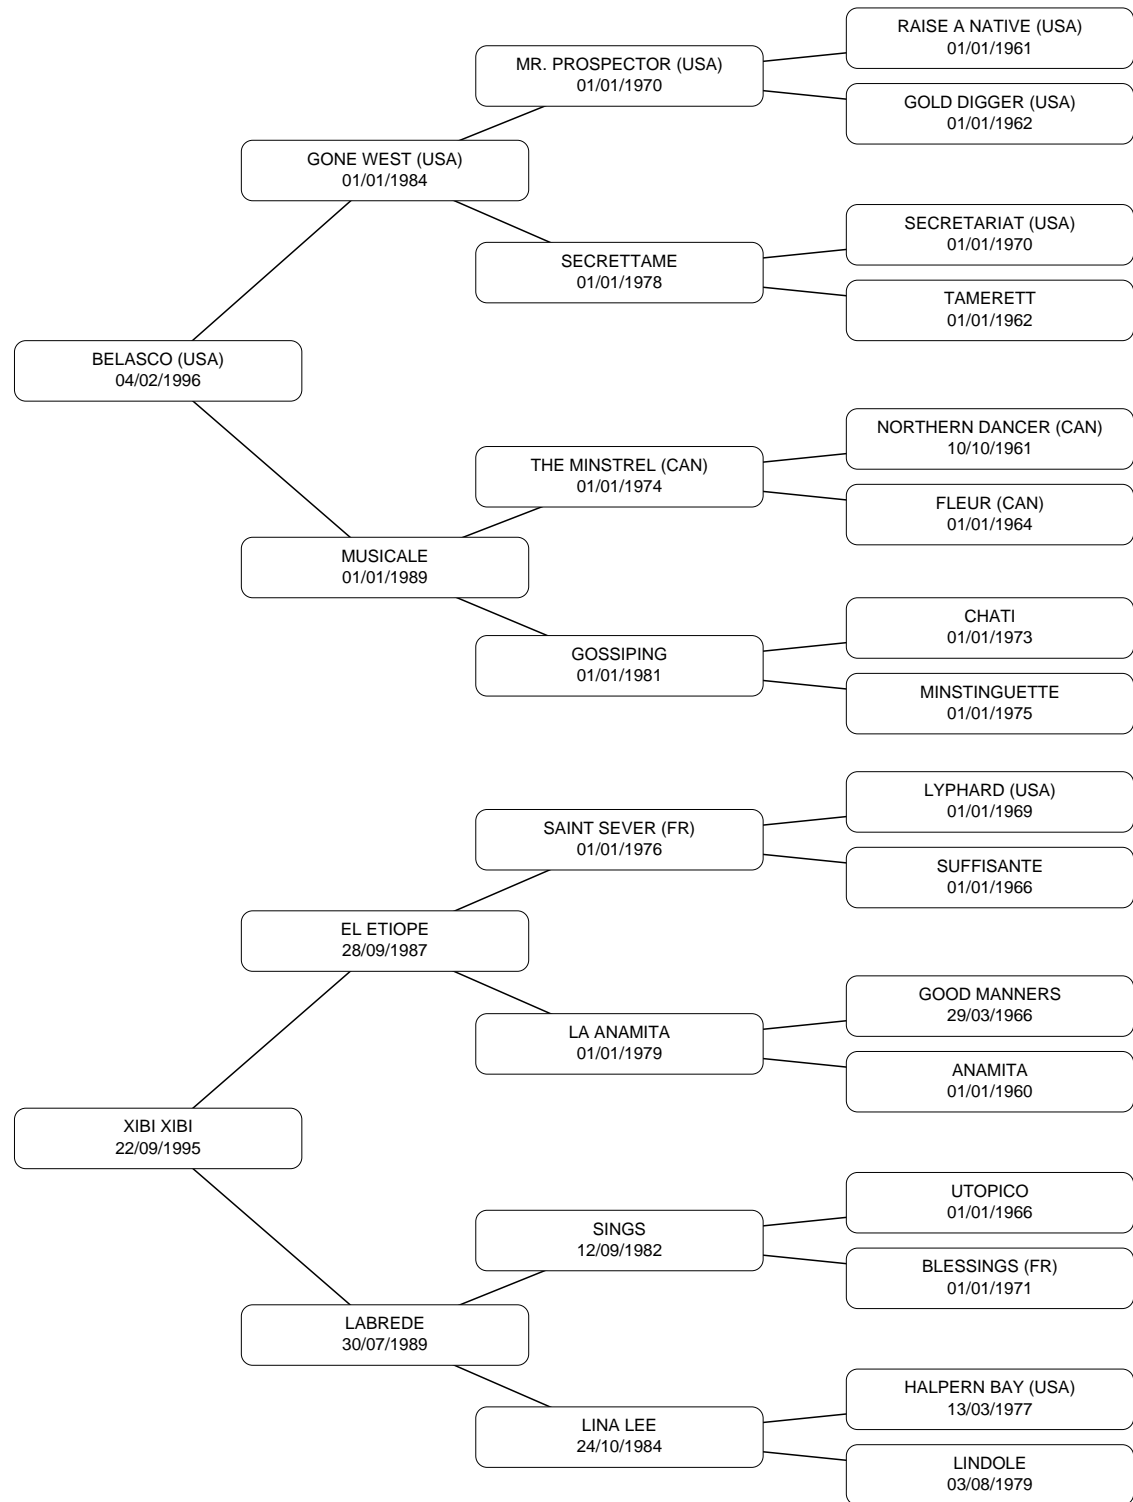 RAISE A NATIVE (USA)
01/01/1961
MR. PROSPECTOR (USA)
01/01/1970
GOLD DIGGER (USA)
01/01/1962
GONE WEST (USA)
01/01/1984
SECRETARIAT (USA)
01/01/1970
SECRETTAME
01/01/1978
TAMERETT
01/01/1962
BELASCO (USA)
04/02/1996
NORTHERN DANCER (CAN)
10/10/1961
THE MINSTREL (CAN)
01/01/1974
FLEUR (CAN)
01/01/1964
MUSICALE
01/01/1989
CHATI
01/01/1973
GOSSIPING
01/01/1981
MINSTINGUETTE
01/01/1975
LYPHARD (USA)
01/01/1969
SAINT SEVER (FR)
01/01/1976
SUFFISANTE
01/01/1966
EL ETIOPE
28/09/1987
GOOD MANNERS
29/03/1966
LA ANAMITA
01/01/1979
ANAMITA
01/01/1960
XIBI XIBI
22/09/1995
UTOPICO
01/01/1966
SINGS
12/09/1982
BLESSINGS (FR)
01/01/1971
LABREDE
30/07/1989
HALPERN BAY (USA)
13/03/1977
LINA LEE
24/10/1984
LINDOLE
03/08/1979